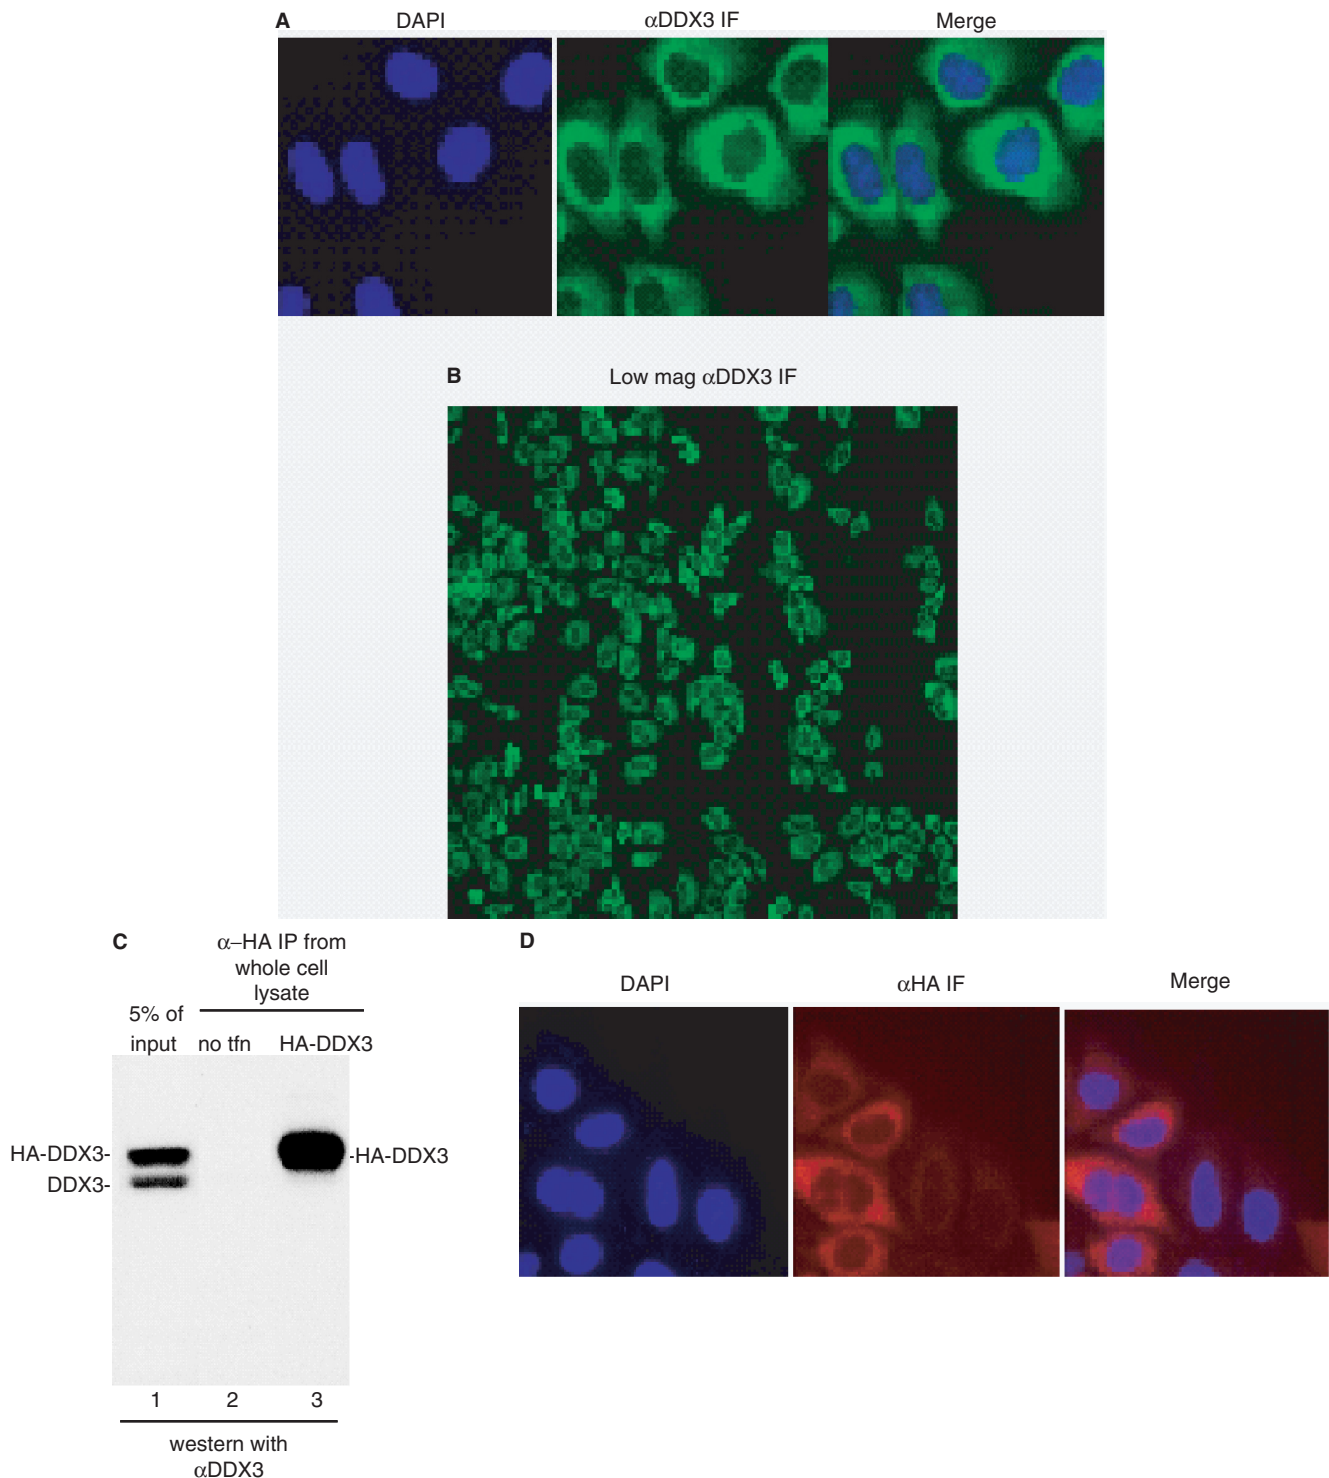 A
DAPI
αDDX3 IF
Merge
B
Low mag αDDX3 IF
C
α–HA IP from
whole cell
lysate
5% of
input
no tfn
HA-DDX3
HA-DDX3-
DDX3-
-HA-DDX3
1
2
3
western with
αDDX3
D
DAPI
αHA IF
Merge